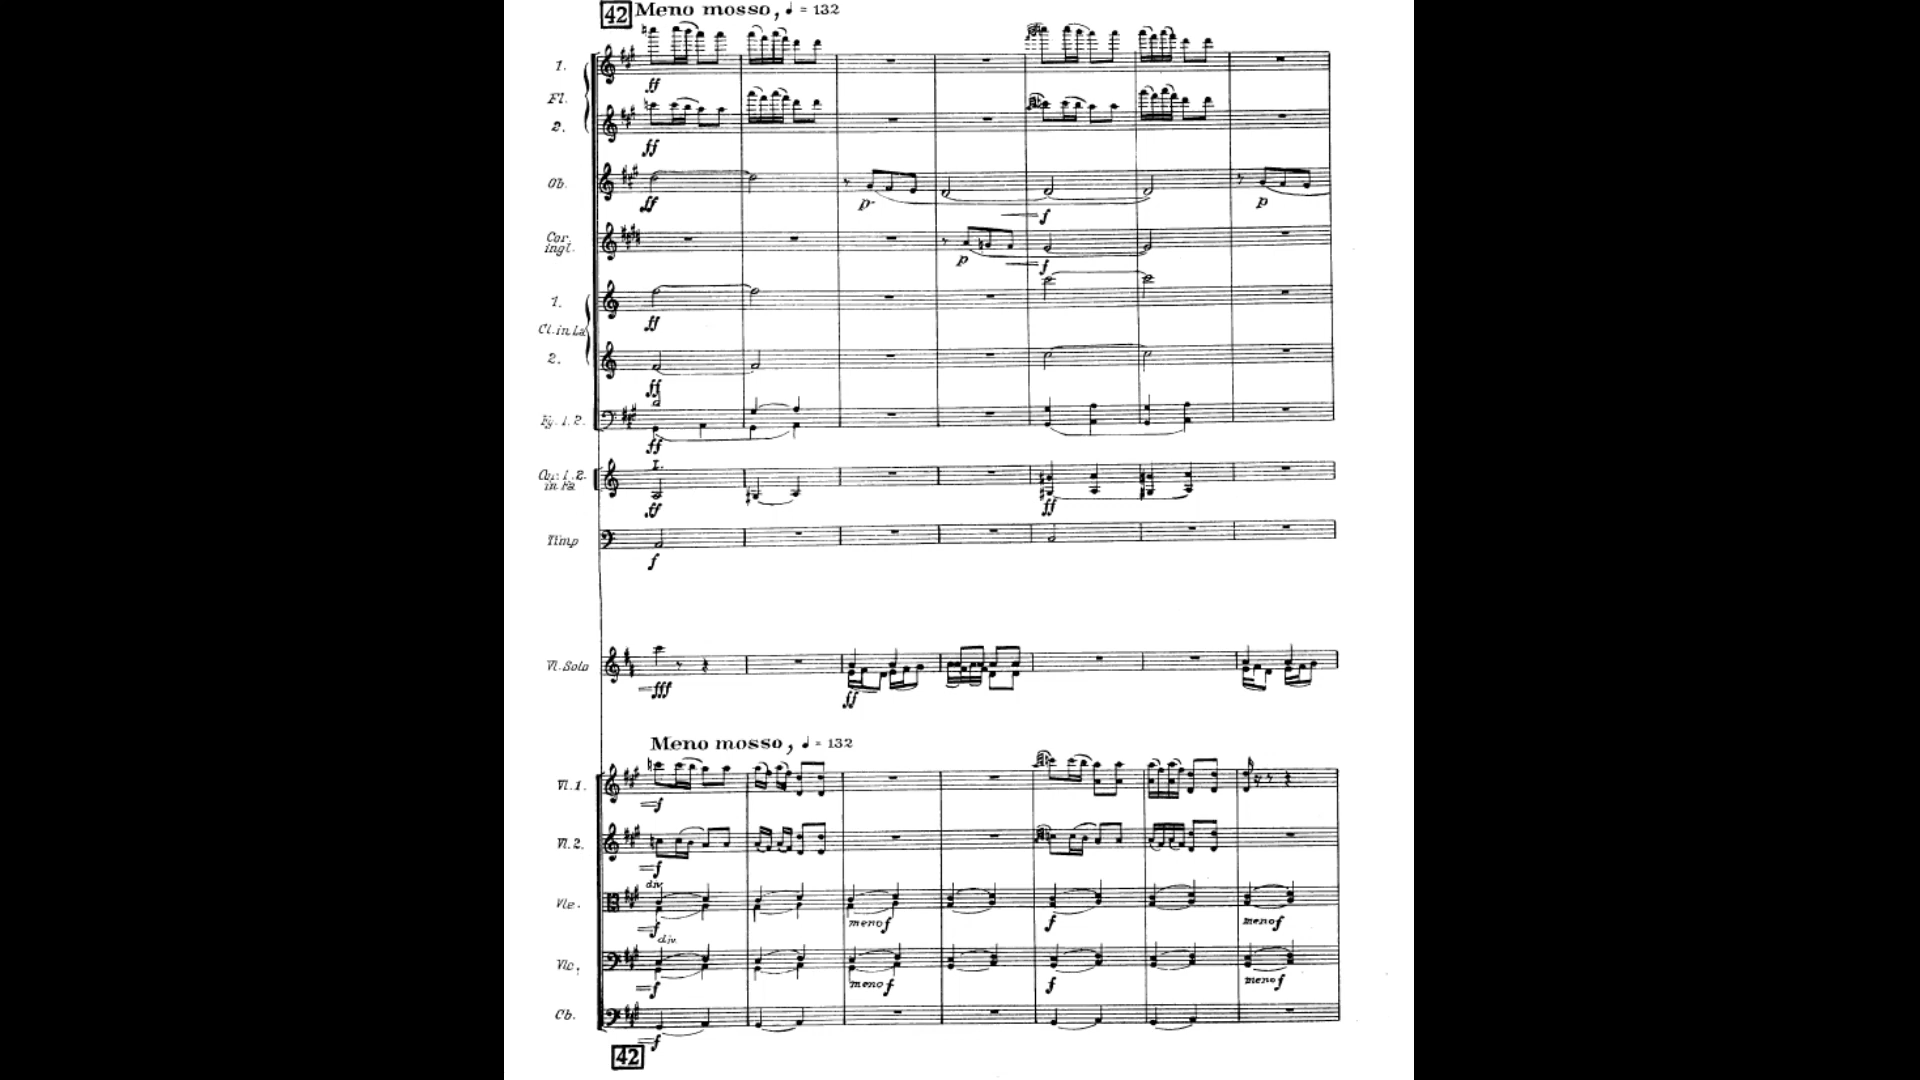 42 Meno mosso, ♩ = 132
1.
ff
Fl.
2.
ff
Ob.
ff p f p
Cor. ingl.
p f
1.
ff
Cl. in La
2.
ff
a
Fg. 1. 2.
ff
I.
Cor. 1. 2.
in Fa
ff ff
Timp
f
Vl. Solo
fff ff
Meno mosso, ♩ = 132
Vl. 1.
f
Vl. 2.
f
div.
Vle.
f meno f f meno f
div.
Vlc.
f meno f f meno f
Cb.
f
42